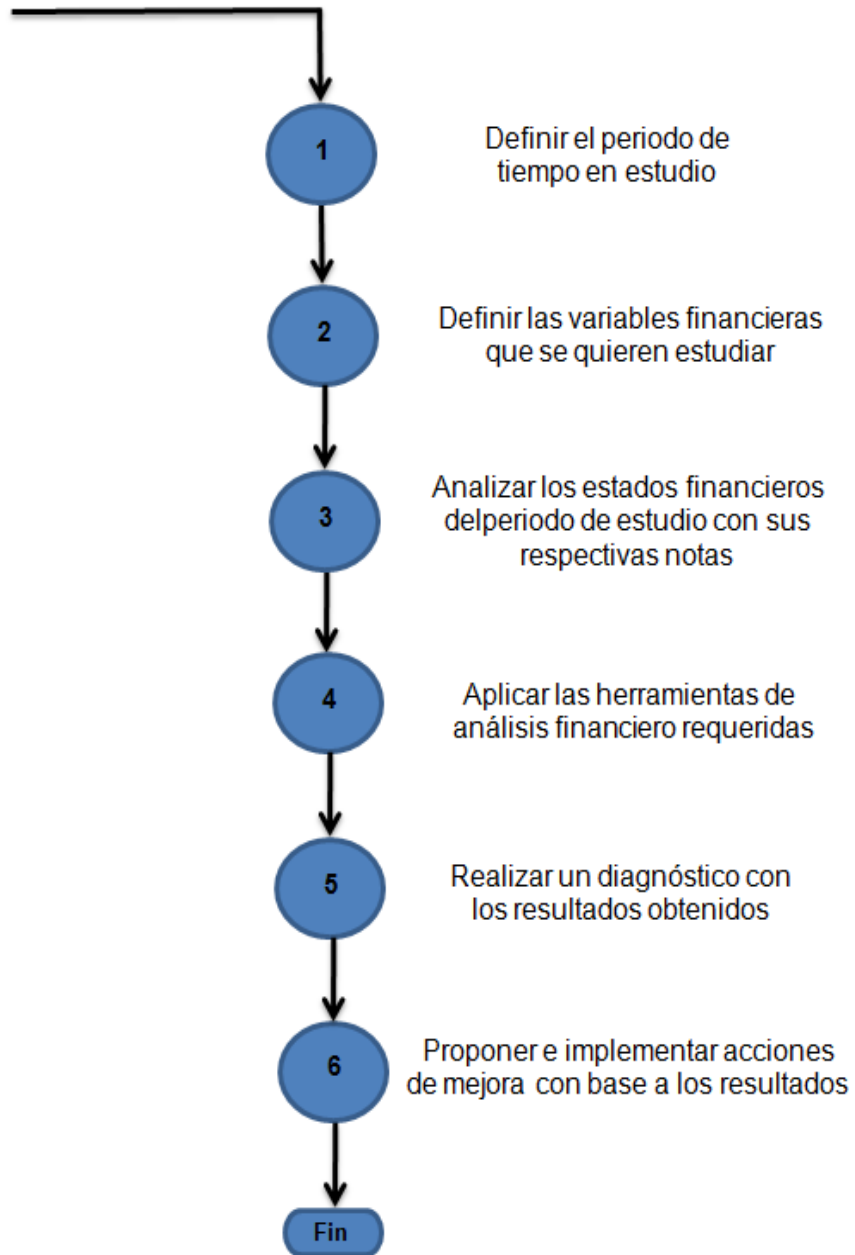 1
Definir el periodo de
tiempo en estudio
2
Definir las variables financieras
que se quieren estudiar
3
Analizar los estados financieros
delperiodo de estudio con sus
respectivas notas
4
Aplicar las herramientas de
análisis financiero requeridas
5
Realizar un diagnóstico con
los resultados obtenidos
6
Proponer e implementar acciones
de mejora con base a los resultados
Fin